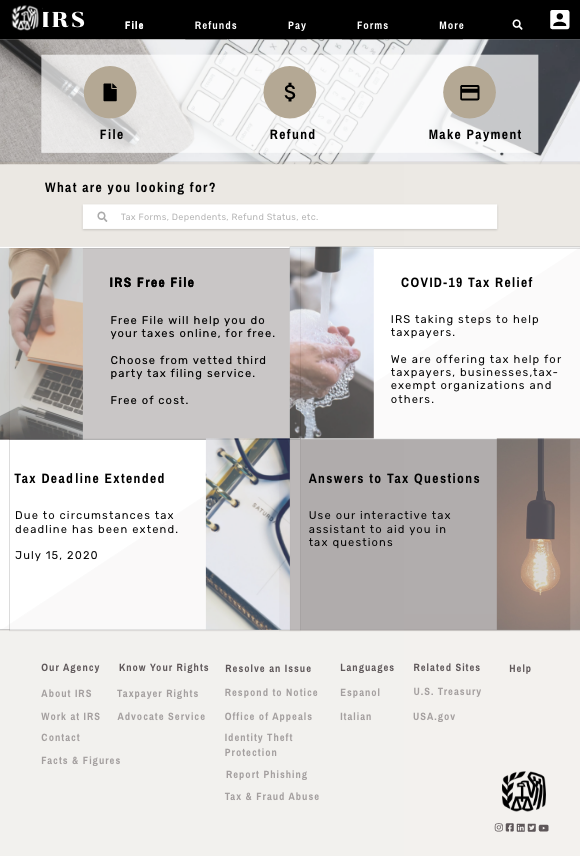 IRS
File Refunds Pay Forms More
File Refund Make Payment
What are you looking for?
Tax Forms, Dependents, Refund Status, etc.
IRS Free File
Free File will help you do
your taxes online, for free.
Choose from vetted third
party tax filing service.
Free of cost.
COVID-19 Tax Relief
IRS taking steps to help
taxpayers.
We are offering tax help for
taxpayers, businesses,tax-
exempt organizations and
others.
Tax Deadline Extended
Due to circumstances tax
deadline has been extend.
July 15, 2020
Answers to Tax Questions
Use our interactive tax
assistant to aid you in
tax questions
Our Agency
About IRS
Work at IRS
Contact
Facts & Figures
Know Your Rights
Taxpayer Rights
Advocate Service
Resolve an Issue
Respond to Notice
Office of Appeals
Identity Theft
Protection
Report Phishing
Tax & Fraud Abuse
Languages
Espanol
Italian
Related Sites
U.S. Treasury
USA.gov
Help